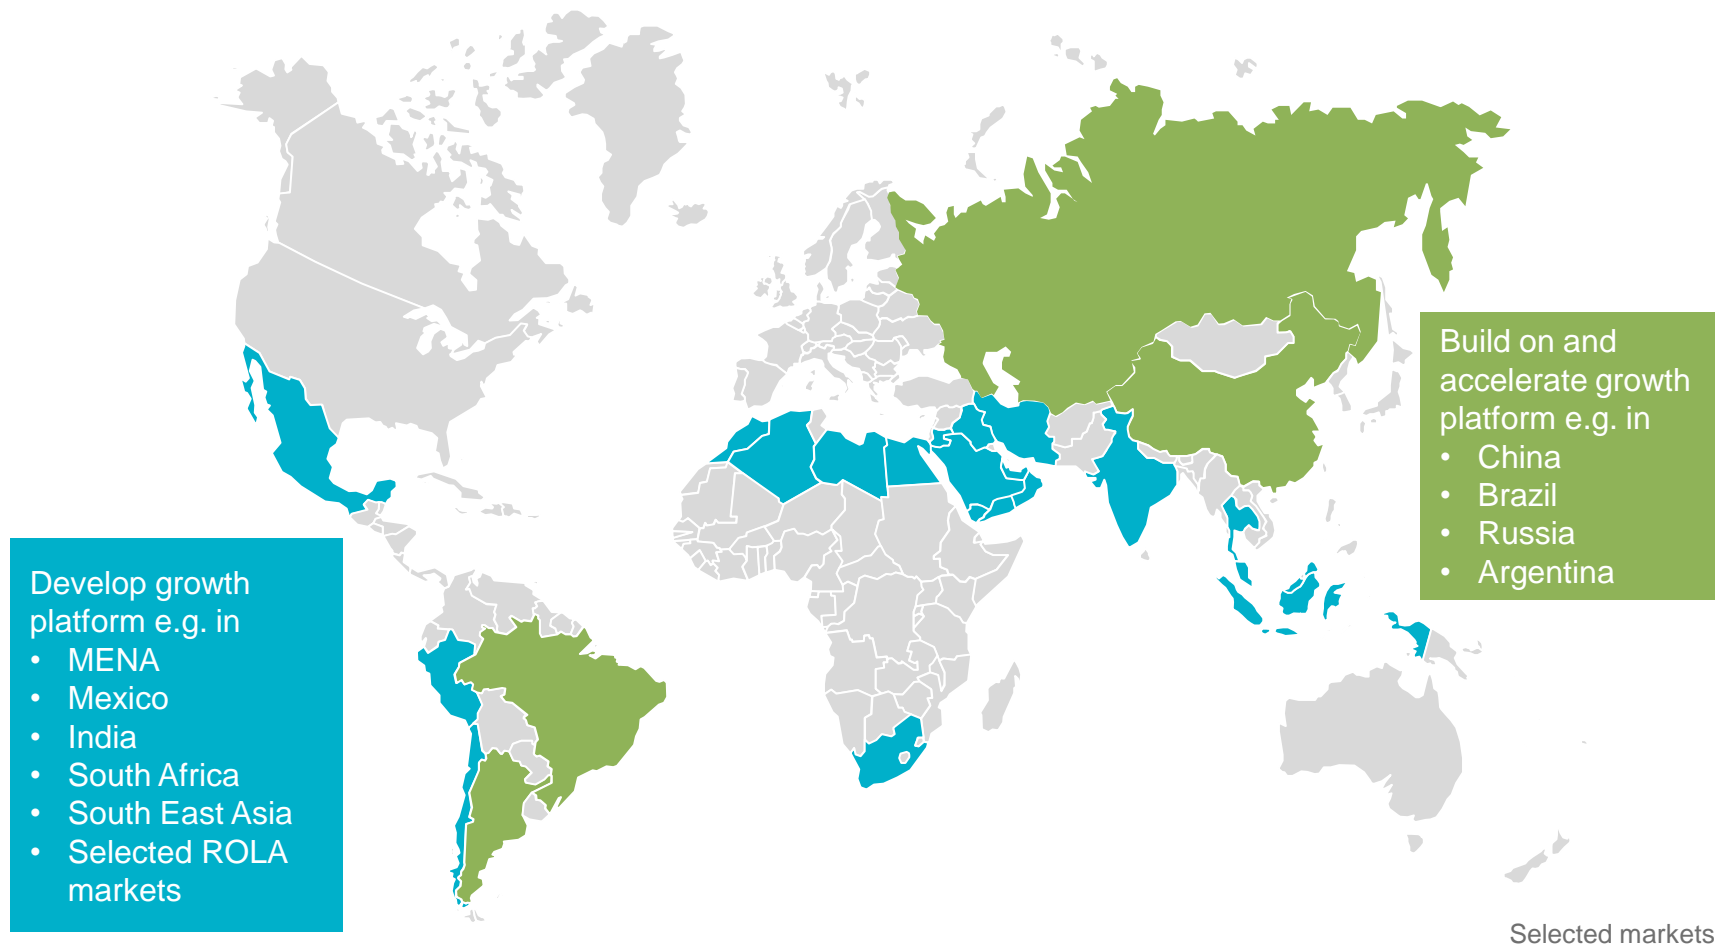 Build on and
accelerate growth
platform e.g. in
• China
• Brazil
• Russia
• Argentina
Develop growth
platform e.g. in
• MENA
• Mexico
• India
• South Africa
• South East Asia
• Selected ROLA
markets
Selected markets